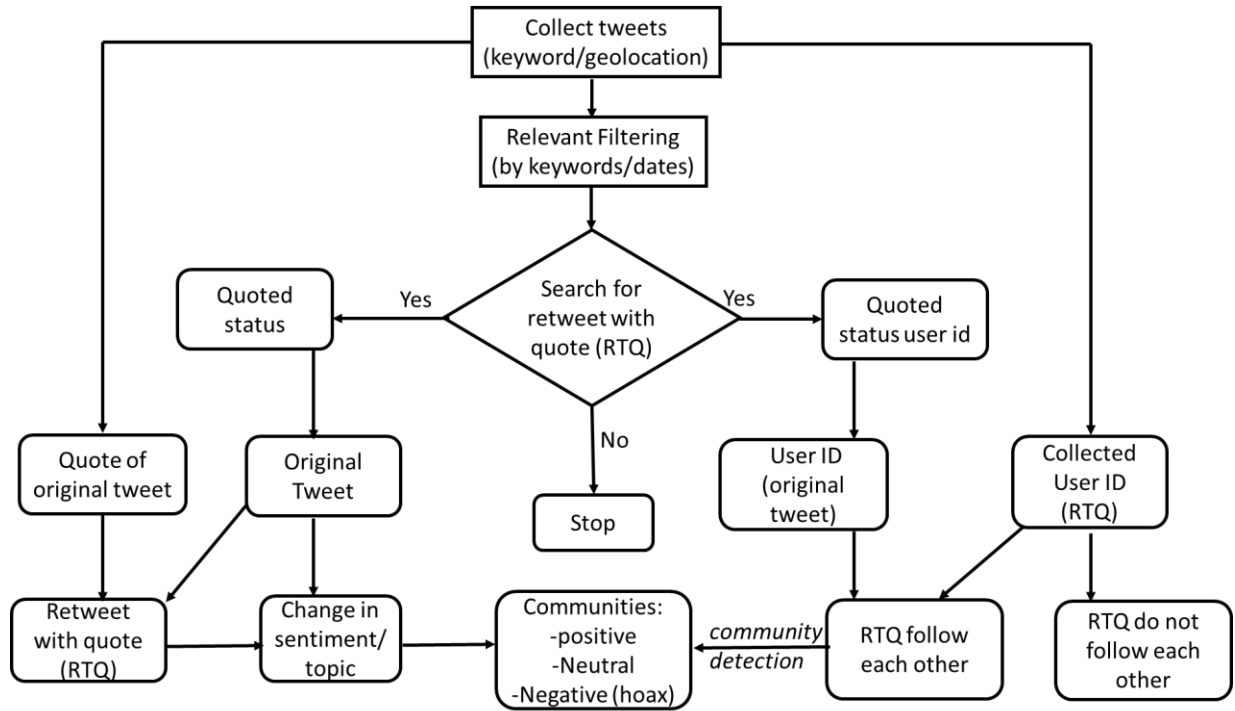 Collect tweets
(keyword/geolocation)
Relevant Filtering
(by keywords/dates)
Search for
retweet with
quote (RTQ)
Yes
Yes
No
Quoted
status
Quoted
status user id
Quote of
original tweet
Original
Tweet
Stop
User ID
(original
tweet)
Collected
User ID
(RTQ)
Retweet
with quote
(RTQ)
Change in
sentiment/
topic
Communities:
-positive
-Neutral
-Negative (hoax)
community
detection
RTQ follow
each other
RTQ do not
follow each
other